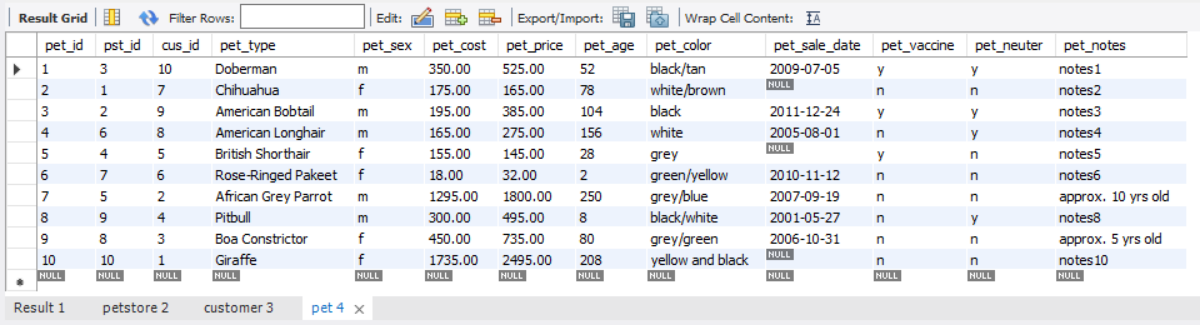 Result Grid Filter Rows: Edit: Export/Import: Wrap Cell Content: IA
pet_id pst_id cus_id pet_type pet_sex pet_cost pet_price pet_age pet_color pet_sale_date pet_vaccine pet_neuter pet_notes
1 3 10 Doberman m 350.00 525.00 52 black/tan 2009-07-05 y y notes1
2 1 7 Chihuahua f 175.00 165.00 78 white/brown NULL n n notes2
3 2 9 American Bobtail m 195.00 385.00 104 black 2011-12-24 y y notes3
4 6 8 American Longhair m 165.00 275.00 156 white 2005-08-01 n y notes4
5 4 5 British Shorthair f 155.00 145.00 28 grey NULL y n notes5
6 7 6 Rose-Ringed Pakeet f 18.00 32.00 2 green/yellow 2010-11-12 n n notes6
7 5 2 African Grey Parrot m 1295.00 1800.00 250 grey/blue 2007-09-19 n n approx. 10 yrs old
8 9 4 Pitbull m 300.00 495.00 8 black/white 2001-05-27 n y notes8
9 8 3 Boa Constrictor f 450.00 735.00 80 grey/green 2006-10-31 n n approx. 5 yrs old
10 10 1 Giraffe f 1735.00 2495.00 208 yellow and black NULL n n notes10
NULL NULL NULL NULL NULL NULL NULL NULL NULL NULL NULL NULL NULL
Result 1 petstore 2 customer 3 pet 4